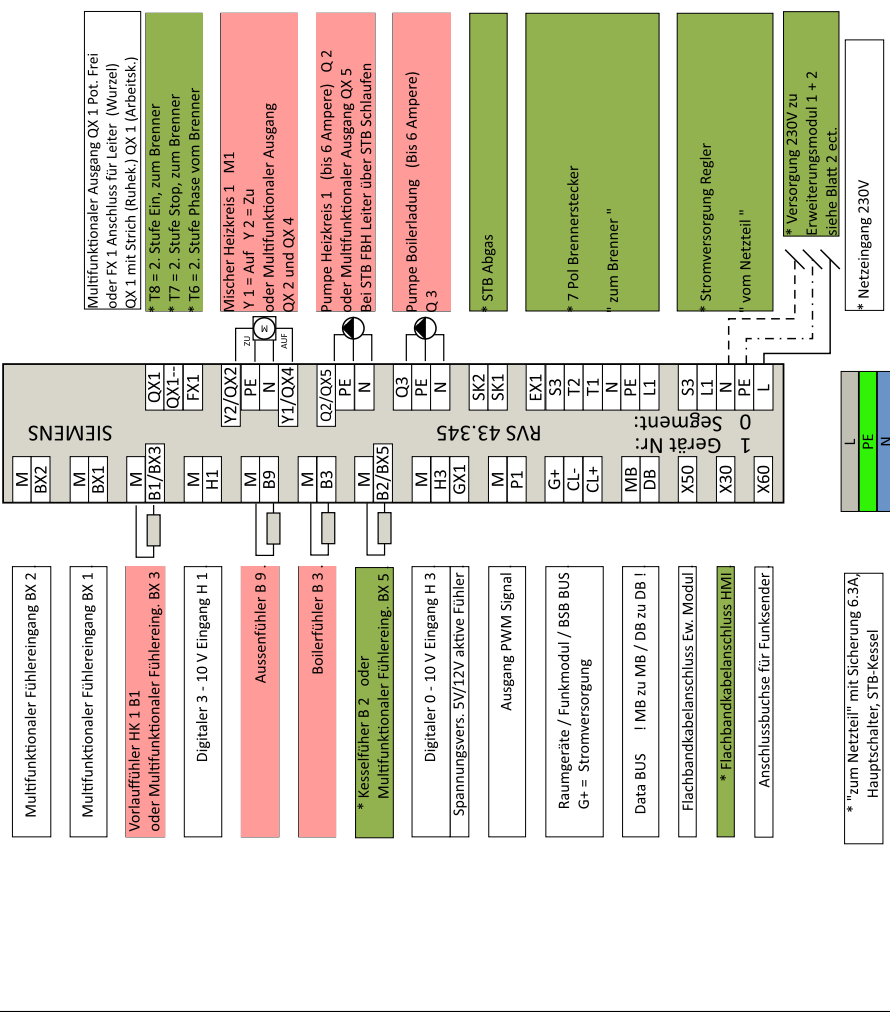 Multifunktionaler Ausgang QX 1 Pot. Frei
oder FX 1 Anschluss für Leiter (Wurzel)
QX 1 mit Strich (Ruhek.) QX 1 (Arbeitsk.)
* T8 = 2. Stufe Ein, zum Brenner
* T7 = 2. Stufe Stop, zum Brenner
* T6 = 2. Stufe Phase vom Brenner
Mischer Heizkreis 1 M1
Y 1 = Auf Y 2 = Zu
oder Multifunktionaler Ausgang
QX 2 und QX 4
Pumpe Heizkreis 1 (bis 6 Ampere) Q 2
oder Multifunktionaler Ausgang QX 5
Bei STB FBH Leiter über STB Schlaufen
Pumpe Boilerladung (Bis 6 Ampere)
Q 3
* STB Abgas
* 7 Pol Brennerstecker
" zum Brenner "
* Stromversorgung Regler
" vom Netzteil "
* Versorgung 230V zu
Erweiterungsmodul 1 + 2
siehe Blatt 2 ect.
* Netzeingang 230V
ZU
M
AUF
QX1
QX1--
FX1
Y2/QX2
PE
N
Y1/QX4
Q2/QX5
PE
N
Q3
PE
N
SK2
SK1
EX1
S3
T2
T1
N
PE
L1
S3
L1
N
PE
L
SIEMENS
RVS 43.345
Gerät Nr: 1
Segment: 0
M
BX2
M
BX1
M
B1/BX3
M
H1
M
B9
M
B3
M
B2/BX5
M
H3
GX1
M
P1
G+
CL-
CL+
MB
DB
X50
X30
X60
L
PE
N
Multifunktionaler Fühlereingang BX 2
Multifunktionaler Fühlereingang BX 1
Vorlauffühler HK 1 B1
oder Multifunktionaler Fühlereing. BX 3
Digitaler 3 - 10 V Eingang H 1
Aussenfühler B 9
Boilerfühler B 3
* Kesselfüher B 2 oder
Multifunktionaler Fühlereing. BX 5
Digitaler 0 - 10 V Eingang H 3
Spannungsvers. 5V/12V aktive Fühler
Ausgang PWM Signal
Raumgeräte / Funkmodul / BSB BUS
G+ = Stromversorgung
Data BUS ! MB zu MB / DB zu DB !
Flachbandkabelanschluss Ew. Modul
* Flachbandkabelanschluss HMI
Anschlussbuchse für Funksender
* "zum Netzteil" mit Sicherung 6.3A,
Hauptschalter, STB-Kessel